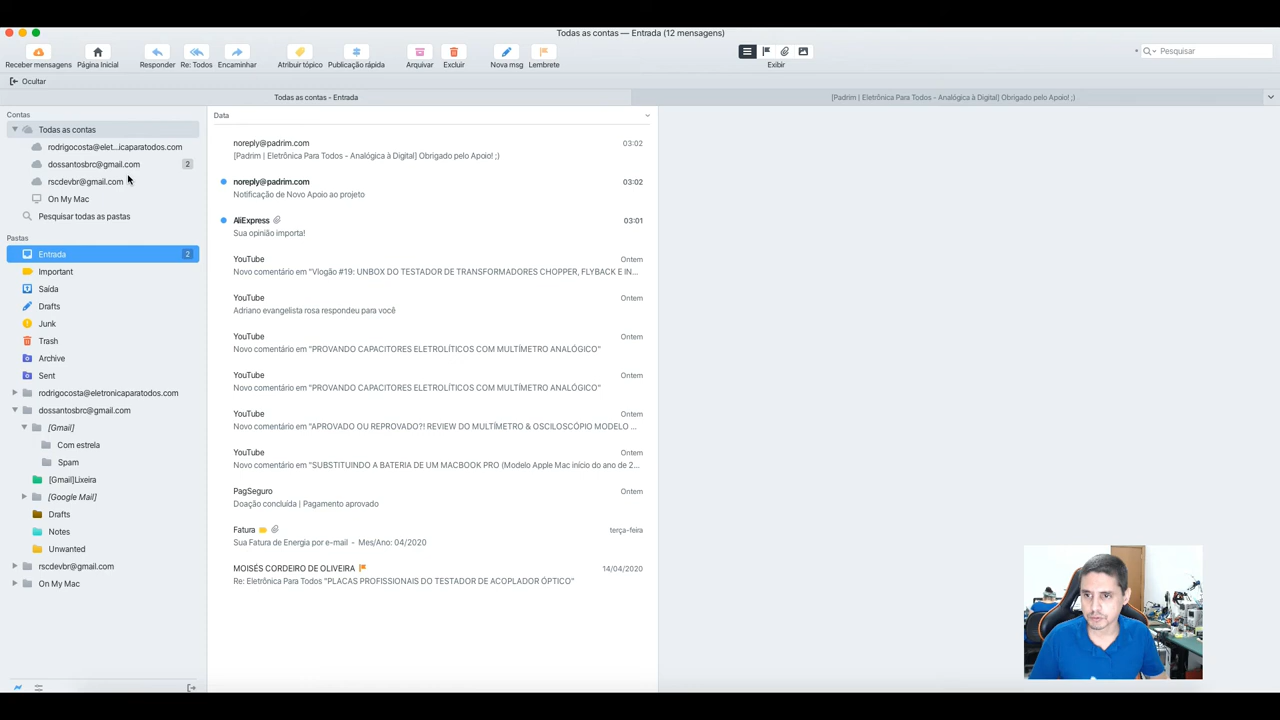 Todas as contas — Entrada (12 mensagens)
Receber mensagens
Página Inicial
Responder
Re: Todos
Encaminhar
Atribuir tópico
Publicação rápida
Arquivar
Excluir
Nova msg
Lembrete
Exibir
Pesquisar
Ocultar
Todas as contas - Entrada
[Padrim | Eletrônica Para Todos - Analógica à Digital] Obrigado pelo Apoio! ;)
Contas
Todas as contas
rodrigocosta@elet...icaparatodos.com
dossantosbrc@gmail.com 2
rscdevbr@gmail.com
On My Mac
Pesquisar todas as pastas
Pastas
Entrada 2
Important
Saída
Drafts
Junk
Trash
Archive
Sent
rodrigocosta@eletronicaparatodos.com
dossantosbrc@gmail.com
[Gmail]
Com estrela
Spam
[Gmail]Lixeira
[Google Mail]
Drafts
Notes
Unwanted
rscdevbr@gmail.com
On My Mac
Data
noreply@padrim.com 03:02
[Padrim | Eletrônica Para Todos - Analógica à Digital] Obrigado pelo Apoio! ;)
noreply@padrim.com 03:02
Notificação de Novo Apoio ao projeto
AliExpress 03:01
Sua opinião importa!
YouTube Ontem
Novo comentário em "Vlogão #19: UNBOX DO TESTADOR DE TRANSFORMADORES CHOPPER, FLYBACK E IN...
YouTube Ontem
Adriano evangelista rosa respondeu para você
YouTube Ontem
Novo comentário em "PROVANDO CAPACITORES ELETROLÍTICOS COM MULTÍMETRO ANALÓGICO"
YouTube Ontem
Novo comentário em "PROVANDO CAPACITORES ELETROLÍTICOS COM MULTÍMETRO ANALÓGICO"
YouTube Ontem
Novo comentário em "APROVADO OU REPROVADO?! REVIEW DO MULTÍMETRO & OSCILOSCÓPIO MODELO ...
YouTube Ontem
Novo comentário em "SUBSTITUINDO A BATERIA DE UM MACBOOK PRO (Modelo Apple Mac início do ano de 2...
PagSeguro Ontem
Doação concluída | Pagamento aprovado
Fatura terça-feira
Sua Fatura de Energia por e-mail - Mes/Ano: 04/2020
MOISÉS CORDEIRO DE OLIVEIRA 14/04/2020
Re: Eletrônica Para Todos "PLACAS PROFISSIONAIS DO TESTADOR DE ACOPLADOR ÓPTICO"